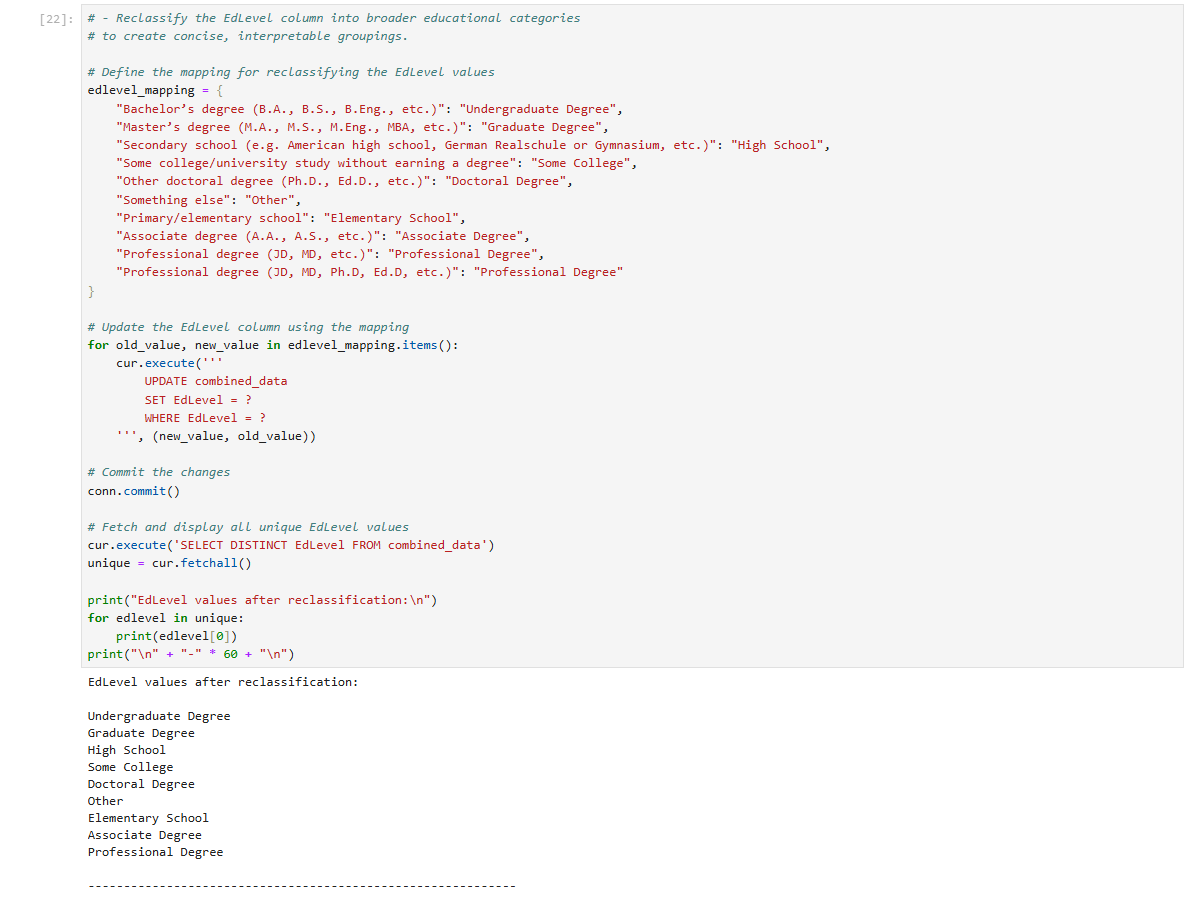 [22]: # - Reclassify the EdLevel column into broader educational categories
# to create concise, interpretable groupings.
# Define the mapping for reclassifying the EdLevel values
edlevel_mapping = {
    "Bachelor’s degree (B.A., B.S., B.Eng., etc.)": "Undergraduate Degree",
    "Master’s degree (M.A., M.S., M.Eng., MBA, etc.)": "Graduate Degree",
    "Secondary school (e.g. American high school, German Realschule or Gymnasium, etc.)": "High School",
    "Some college/university study without earning a degree": "Some College",
    "Other doctoral degree (Ph.D., Ed.D., etc.)": "Doctoral Degree",
    "Something else": "Other",
    "Primary/elementary school": "Elementary School",
    "Associate degree (A.A., A.S., etc.)": "Associate Degree",
    "Professional degree (JD, MD, etc.)": "Professional Degree",
    "Professional degree (JD, MD, Ph.D, Ed.D, etc.)": "Professional Degree"
}
# Update the EdLevel column using the mapping
for old_value, new_value in edlevel_mapping.items():
    cur.execute('''
        UPDATE combined_data
        SET EdLevel = ?
        WHERE EdLevel = ?
    ''', (new_value, old_value))
# Commit the changes
conn.commit()
# Fetch and display all unique EdLevel values
cur.execute('SELECT DISTINCT EdLevel FROM combined_data')
unique = cur.fetchall()
print("EdLevel values after reclassification:\n")
for edlevel in unique:
    print(edlevel[0])
print("\n" + "-" * 60 + "\n")
EdLevel values after reclassification:
Undergraduate Degree
Graduate Degree
High School
Some College
Doctoral Degree
Other
Elementary School
Associate Degree
Professional Degree
------------------------------------------------------------